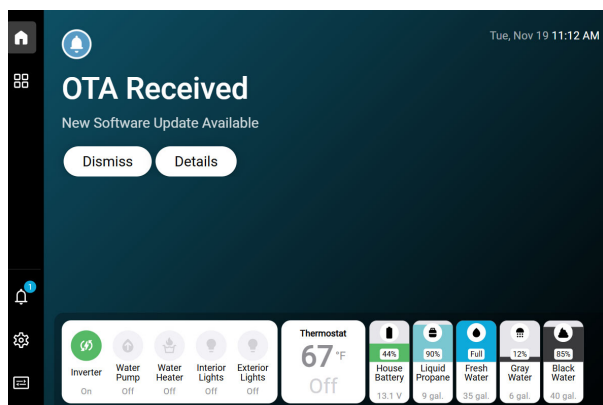 Tue, Nov 19 11:12 AM
OTA Received
New Software Update Available
Dismiss
Details
1
Inverter
On
Water
Pump
Off
Water
Heater
Off
Interior
Lights
Off
Exterior
Lights
Off
Thermostat
67°F
Off
44%
House
Battery
13.1 V
90%
Liquid
Propane
9 gal.
Full
Fresh
Water
35 gal.
12%
Gray
Water
6 gal.
85%
Black
Water
40 gal.